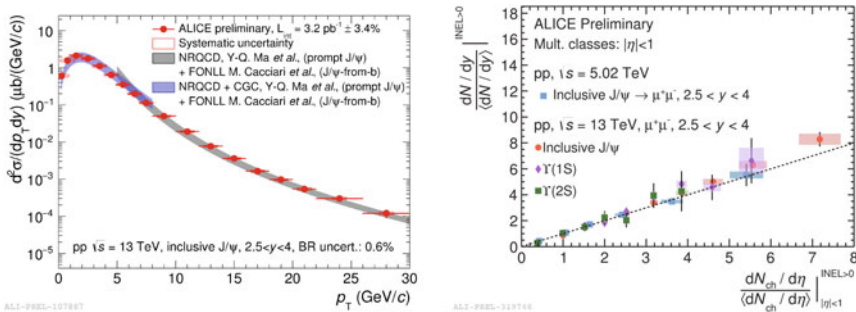 ALICE preliminary, L_int = 3.2 pb⁻¹ ± 3.4%
Systematic uncertainty
NRQCD, Y-Q. Ma et al., (prompt J/ψ)
+ FONLL M. Cacciari et al., (J/ψ-from-b)
NRQCD + CGC, Y-Q. Ma et al., (prompt J/ψ)
+ FONLL M. Cacciari et al., (J/ψ-from-b)
d²σ/(dp_T dy) (μb/(GeV/c))
10
1
10⁻¹
10⁻²
10⁻³
10⁻⁴
10⁻⁵
pp √s = 13 TeV, inclusive J/ψ, 2.5<y<4, BR uncert.: 0.6%
0 5 10 15 20 25 30
p_T (GeV/c)
ALI-PREL-107887
dN / dy / ⟨dN / dy⟩ |^INEL>0
ALICE Preliminary
Mult. classes: |η|<1
pp, √s = 5.02 TeV
Inclusive J/ψ → μ⁺μ⁻, 2.5 < y < 4
pp, √s = 13 TeV, μ⁺μ⁻, 2.5 < y < 4
Inclusive J/ψ
ϒ(1S)
ϒ(2S)
18
16
14
12
10
8
6
4
2
0
0 1 2 3 4 5 6 7 8
dN_ch / dη / ⟨dN_ch / dη⟩ |^INEL>0_|η|<1